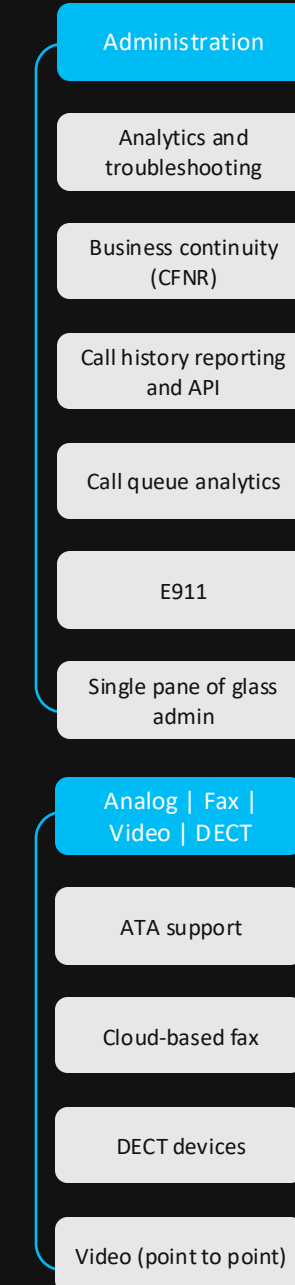 Administration
Analytics and
troubleshooting
Business continuity
(CFNR)
Call history reporting
and API
Call queue analytics
E911
Single pane of glass
admin
Analog | Fax |
Video | DECT
ATA support
Cloud-based fax
DECT devices
Video (point to point)